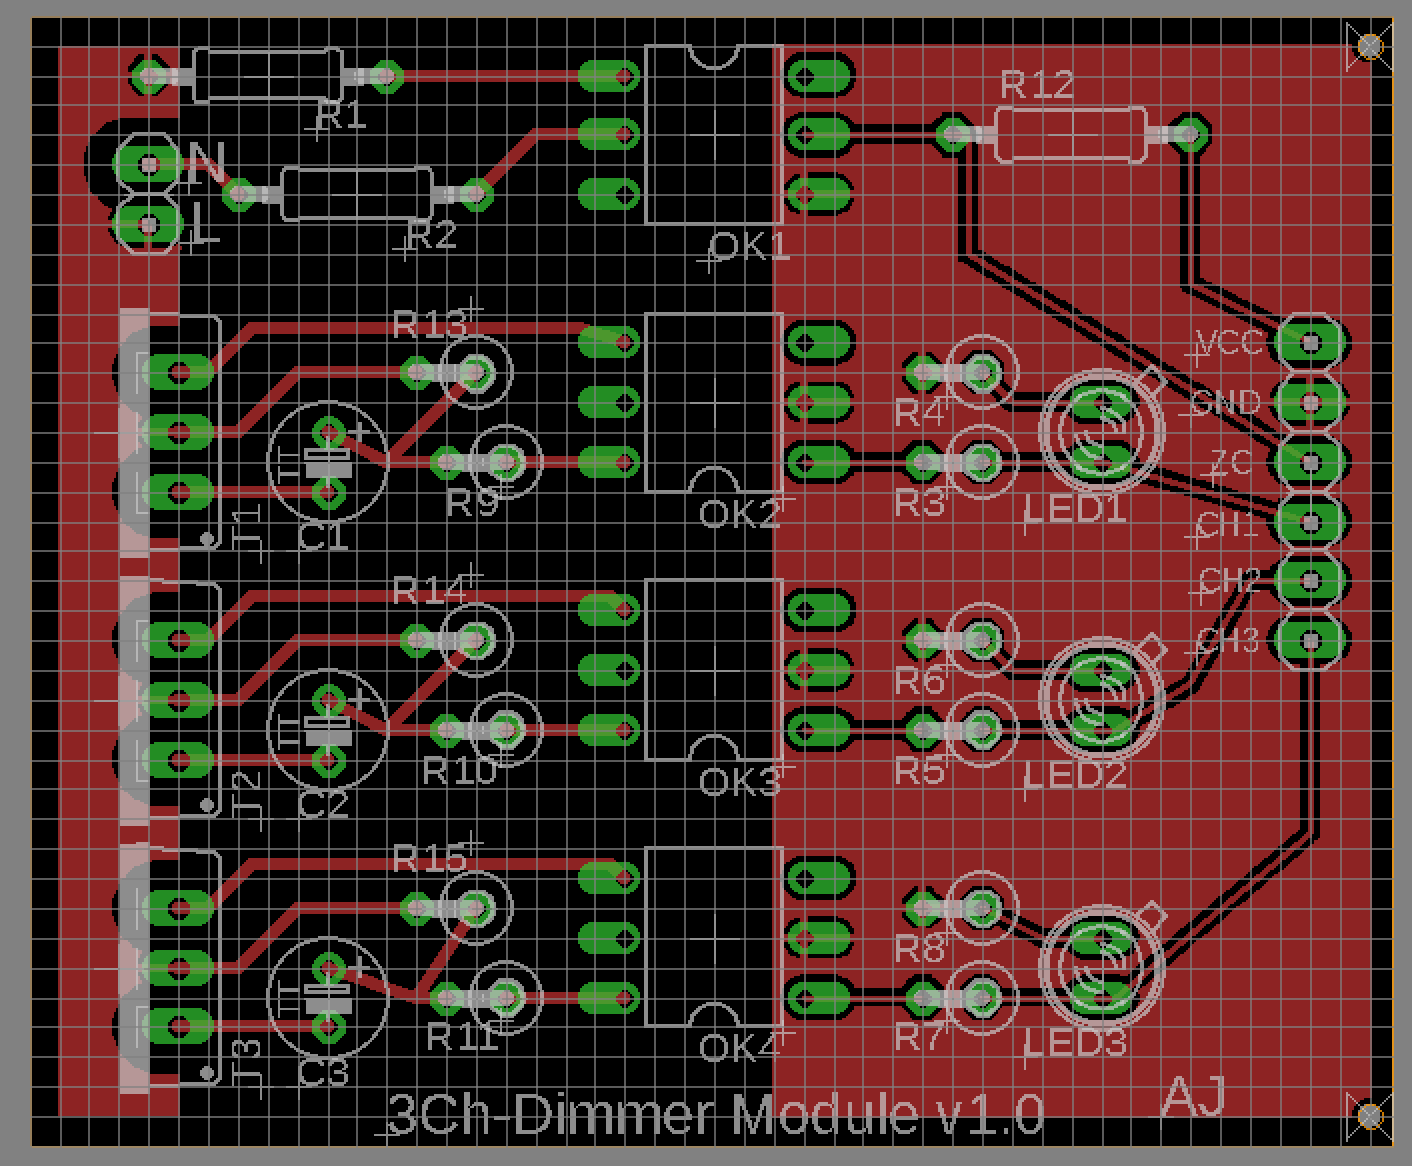 R1
R12
N
R2
L
OK1
R13
VCC
R4
GND
R9
OK2
R3
LED1
ZC
CH1
J1
C1
R14
CH2
CH3
R6
R10
OK3
R5
LED2
J2
C2
R15
R8
R11
OK4
R7
LED3
J3
C3
3Ch-Dimmer Module v1.0
AJ